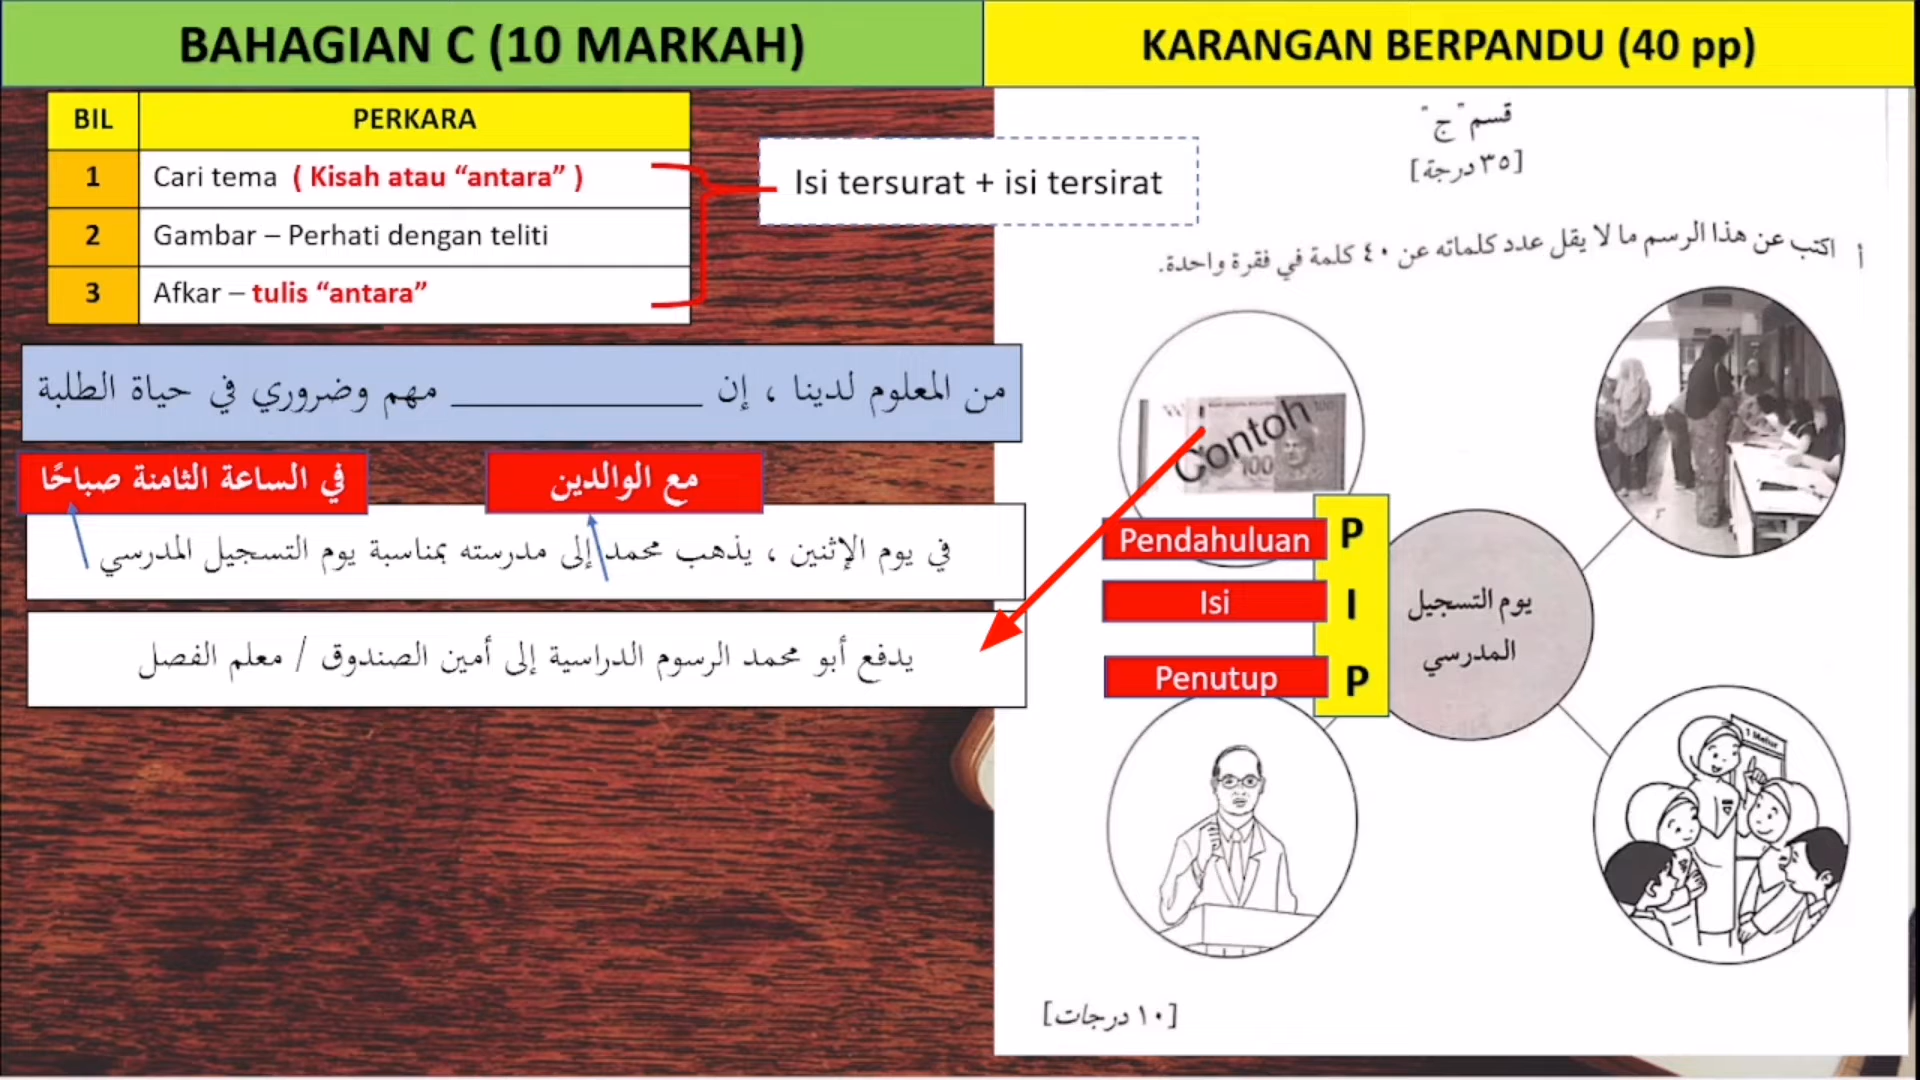 BAHAGIAN C (10 MARKAH)
KARANGAN BERPANDU (40 pp)
BIL PERKARA
1 Cari tema ( Kisah atau “antara” )
2 Gambar – Perhati dengan teliti
3 Afkar – tulis “antara”
Isi tersurat + isi tersirat
من المعلوم لدينا ، إن ____________ مهم وضروري في حياة الطلبة
في الساعة الثامنة صباحًا
مع الوالدين
في يوم الإثنين ، يذهب محمد إلى مدرسته بمناسبة يوم التسجيل المدرسي
يدفع أبو محمد الرسوم الدراسية إلى أمين الصندوق / معلم الفصل
قسم "ج"
[٣٥ درجة]
أ اكتب عن هذا الرسم ما لا يقل عدد كلماته عن ٤٠ كلمة في فقرة واحدة.
Contoh
100
100
Pendahuluan P
Isi I
Penutup P
يوم التسجيل
المدرسي
1 Melur
[١٠ درجات]